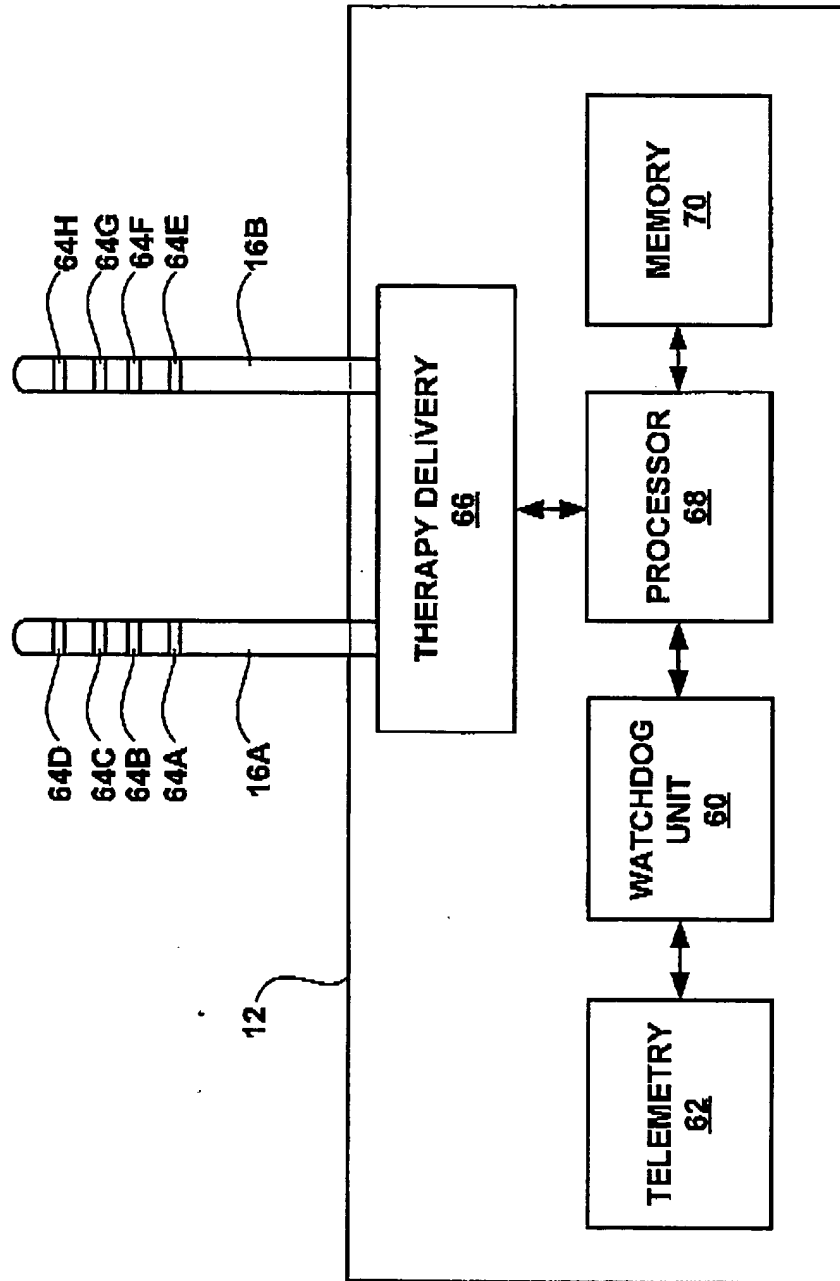 64D
64C
64B
64A
16A
64H
64G
64F
64E
16B
12
THERAPY DELIVERY
66
TELEMETRY
62
WATCHDOG
UNIT
60
PROCESSOR
68
MEMORY
70